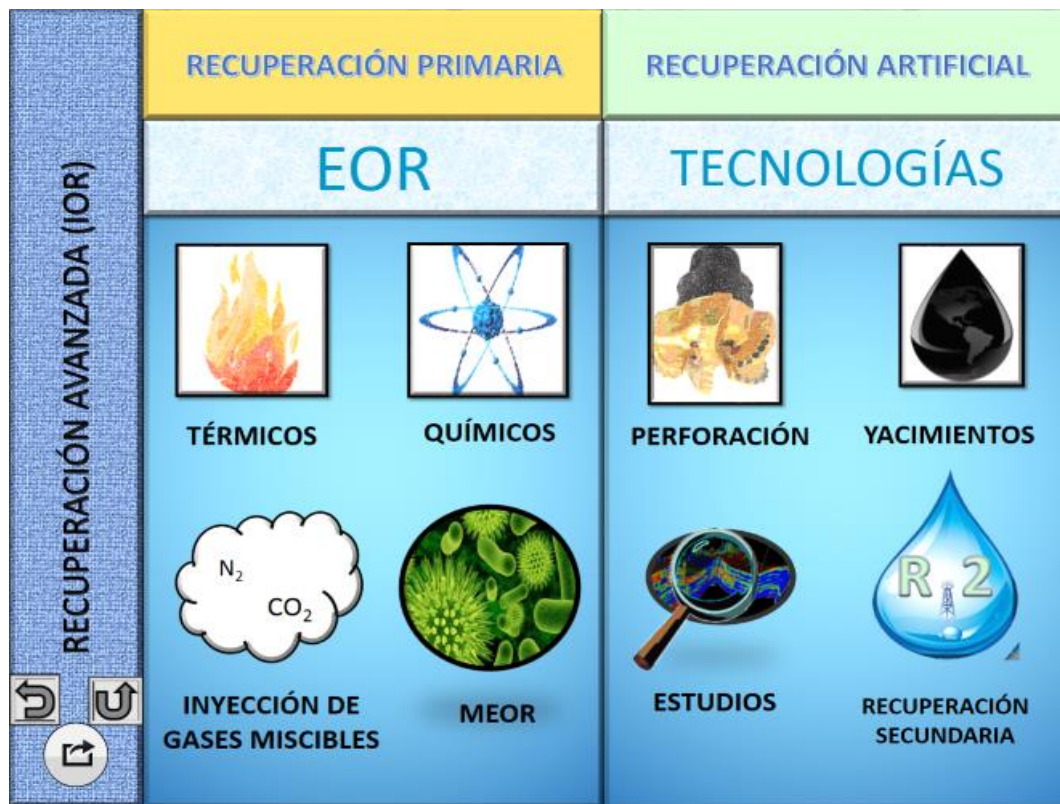 RECUPERACIÓN AVANZADA (IOR)
RECUPERACIÓN PRIMARIA
RECUPERACIÓN ARTIFICIAL
EOR
TECNOLOGÍAS
TÉRMICOS
QUÍMICOS
PERFORACIÓN
YACIMIENTOS
N₂
CO₂
R 2
INYECCIÓN DE
GASES MISCIBLES
MEOR
ESTUDIOS
RECUPERACIÓN
SECUNDARIA